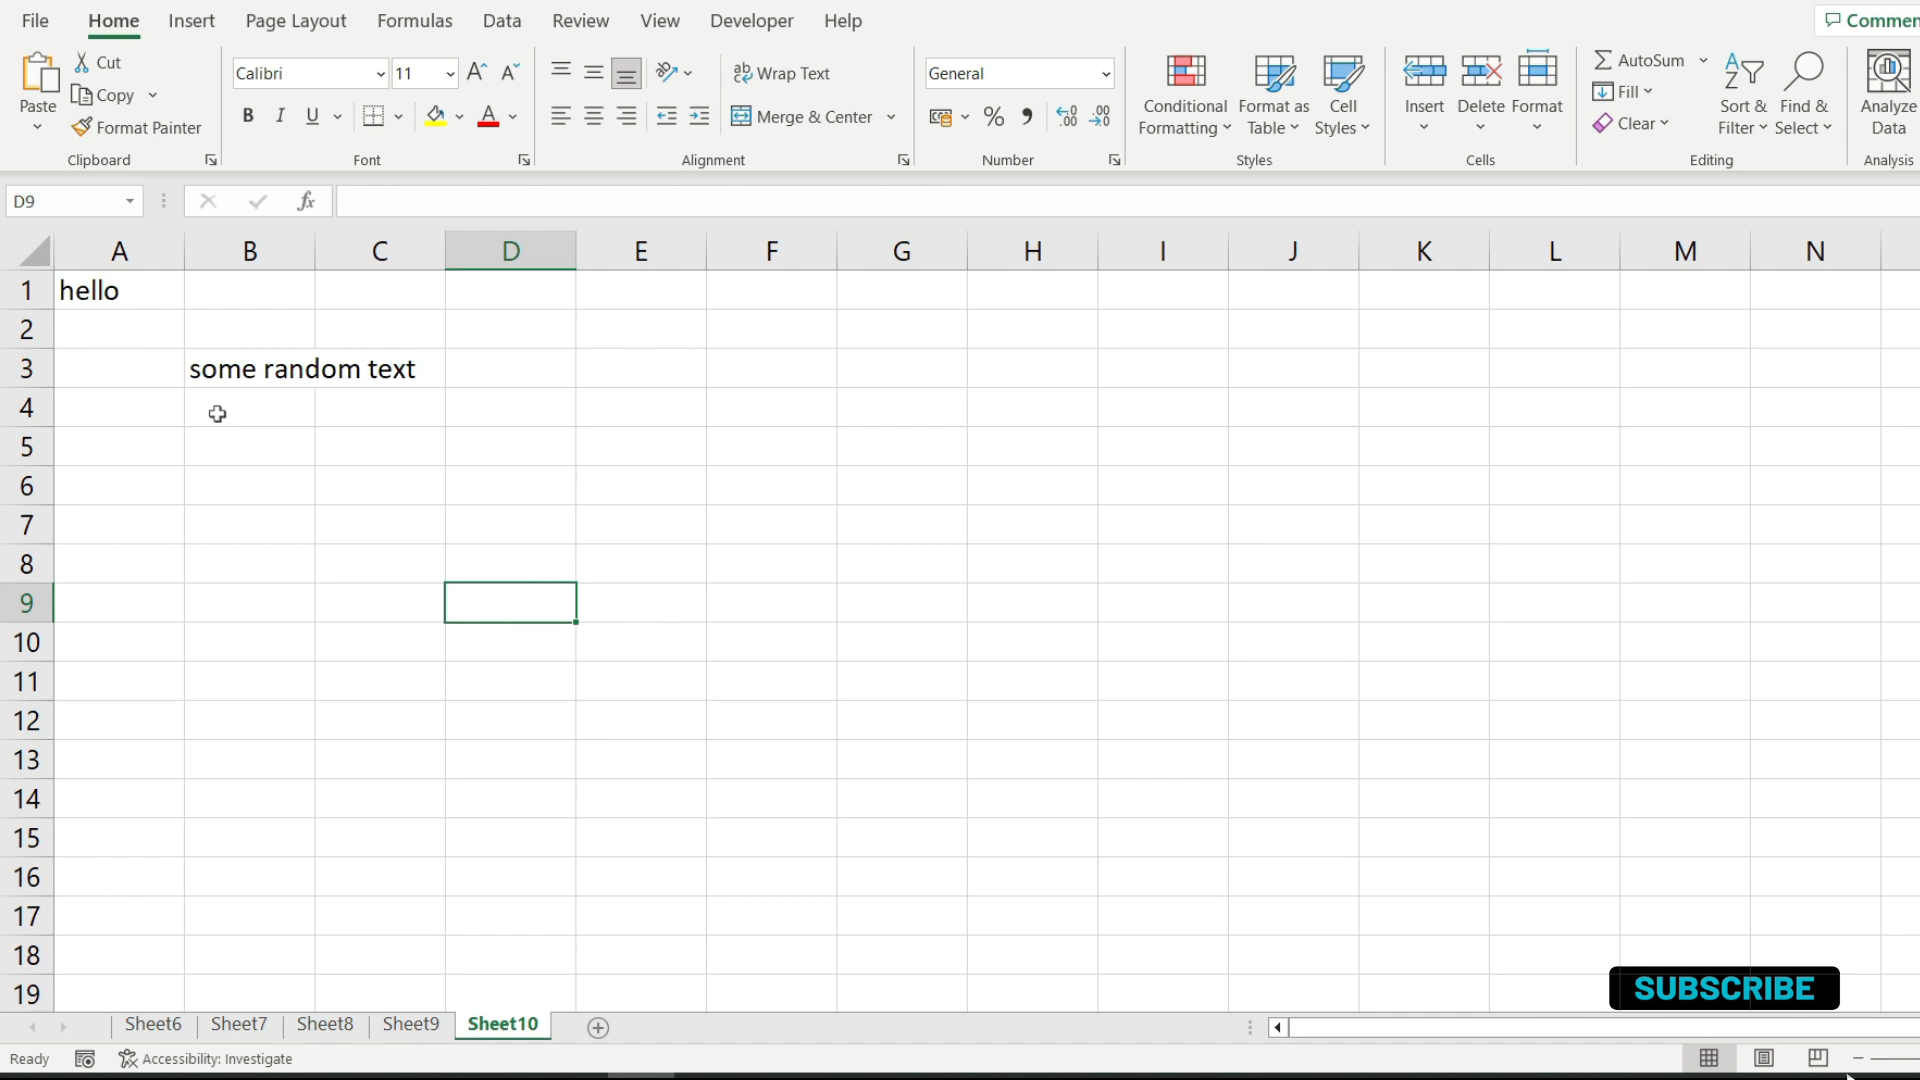 File Home Insert Page Layout Formulas Data Review View Developer Help
Commen
Paste
Cut
Copy
Format Painter
Clipboard
Calibri 11
A A
B I U A
Font
ab Wrap Text
Merge & Center
Alignment
General
% , .00
Number
Conditional Formatting
Format as Table
Cell Styles
Styles
Insert Delete Format
Cells
AutoSum
Fill
Clear
Sort & Filter
Find & Select
Editing
Analyze Data
Analysis
D9 fx
A B C D E F G H I J K L M N
1 hello
2
3 some random text
4
5
6
7
8
9
10
11
12
13
14
15
16
17
18
19
SUBSCRIBE
Sheet6 Sheet7 Sheet8 Sheet9 Sheet10
Ready Accessibility: Investigate